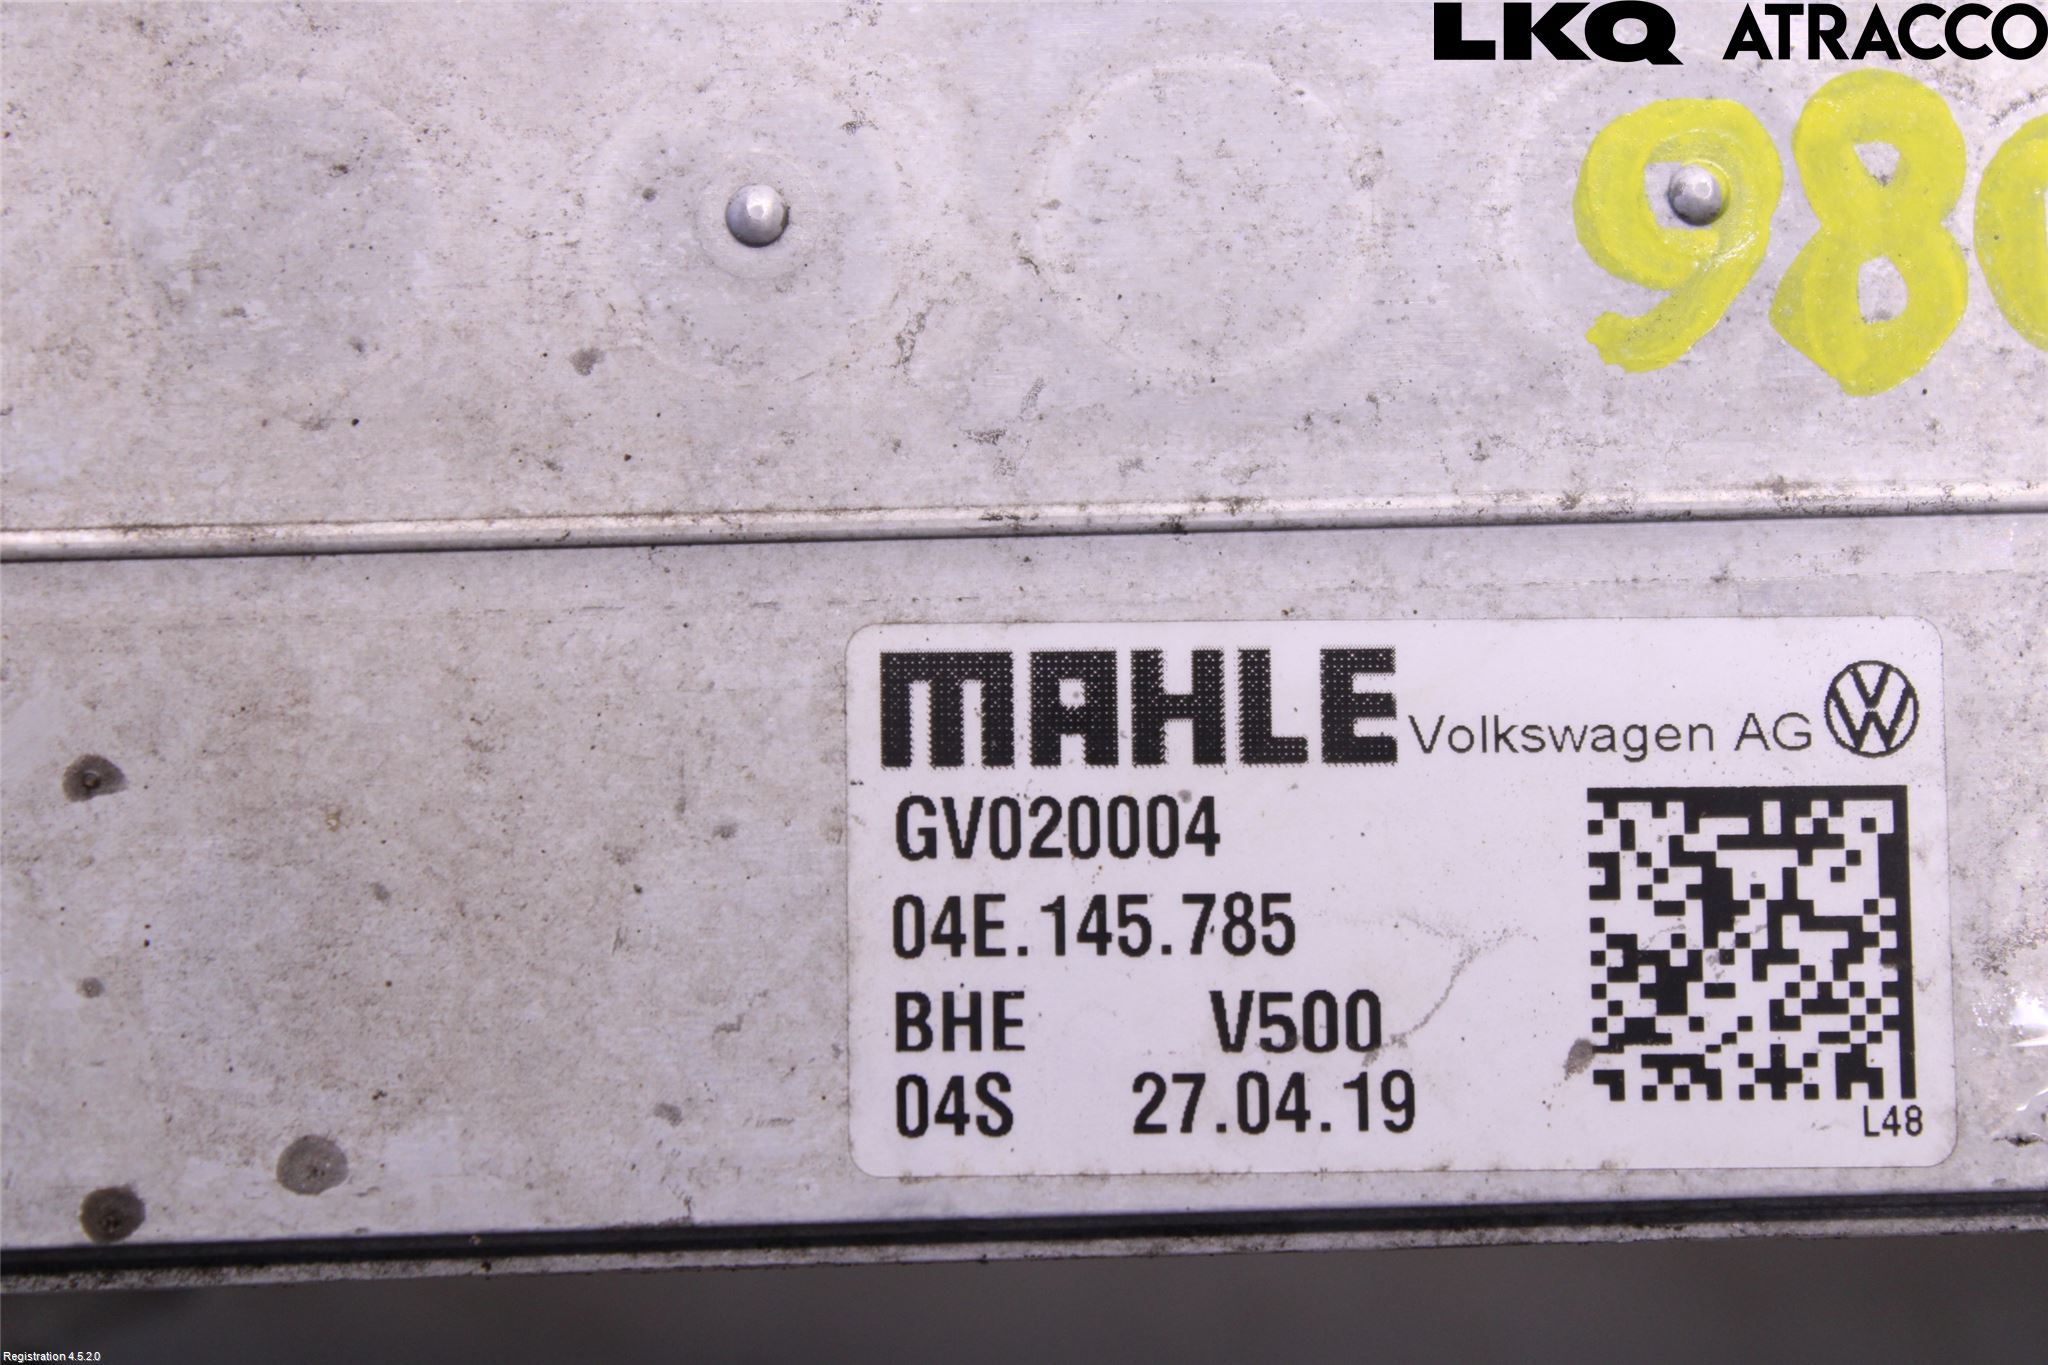 LKQ ATRACCO
98
MAHLE Volkswagen AG VW
GV020004
04E.145.785
BHE V500
04S 27.04.19
L48
Registration 4.5.2.0